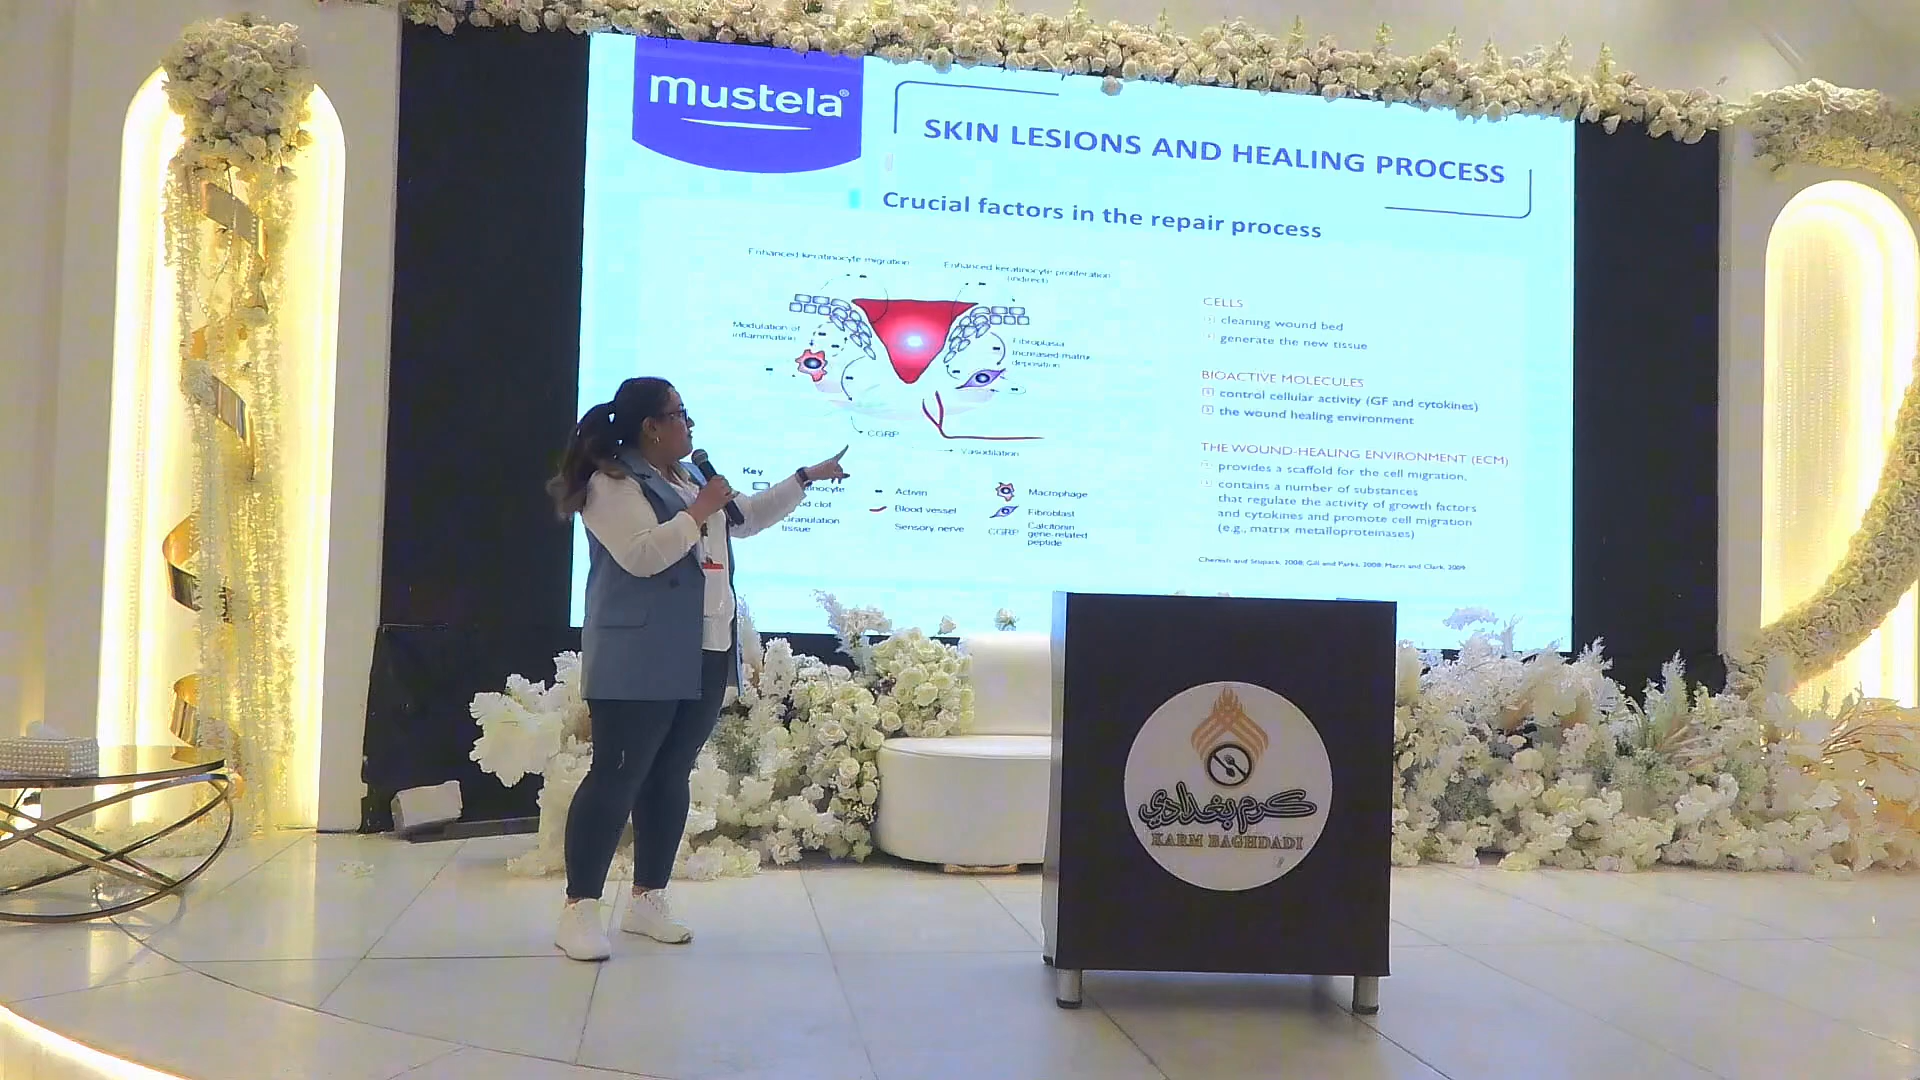 mustela®
SKIN LESIONS AND HEALING PROCESS
Crucial factors in the repair process
Enhanced keratinocyte migration
Enhanced keratinocyte proliferation
(indirect)
Modulation of
inflammation
Fibroplasia
Increased matrix
deposition
CGRP
Vasodilation
Key
Activin
Macrophage
od clot
Blood vessel
Fibroblast
Granulation
tissue
Sensory nerve
CGRP
Calcitonin
gene-related
peptide
CELLS
cleaning wound bed
generate the new tissue
BIOACTIVE MOLECULES
control cellular activity (GF and cytokines)
the wound healing environment
THE WOUND-HEALING ENVIRONMENT (ECM)
provides a scaffold for the cell migration,
contains a number of substances
that regulate the activity of growth factors
and cytokines and promote cell migration
(e.g., matrix metalloproteinases)
كرم بغدادي
KARM BAGHDADI